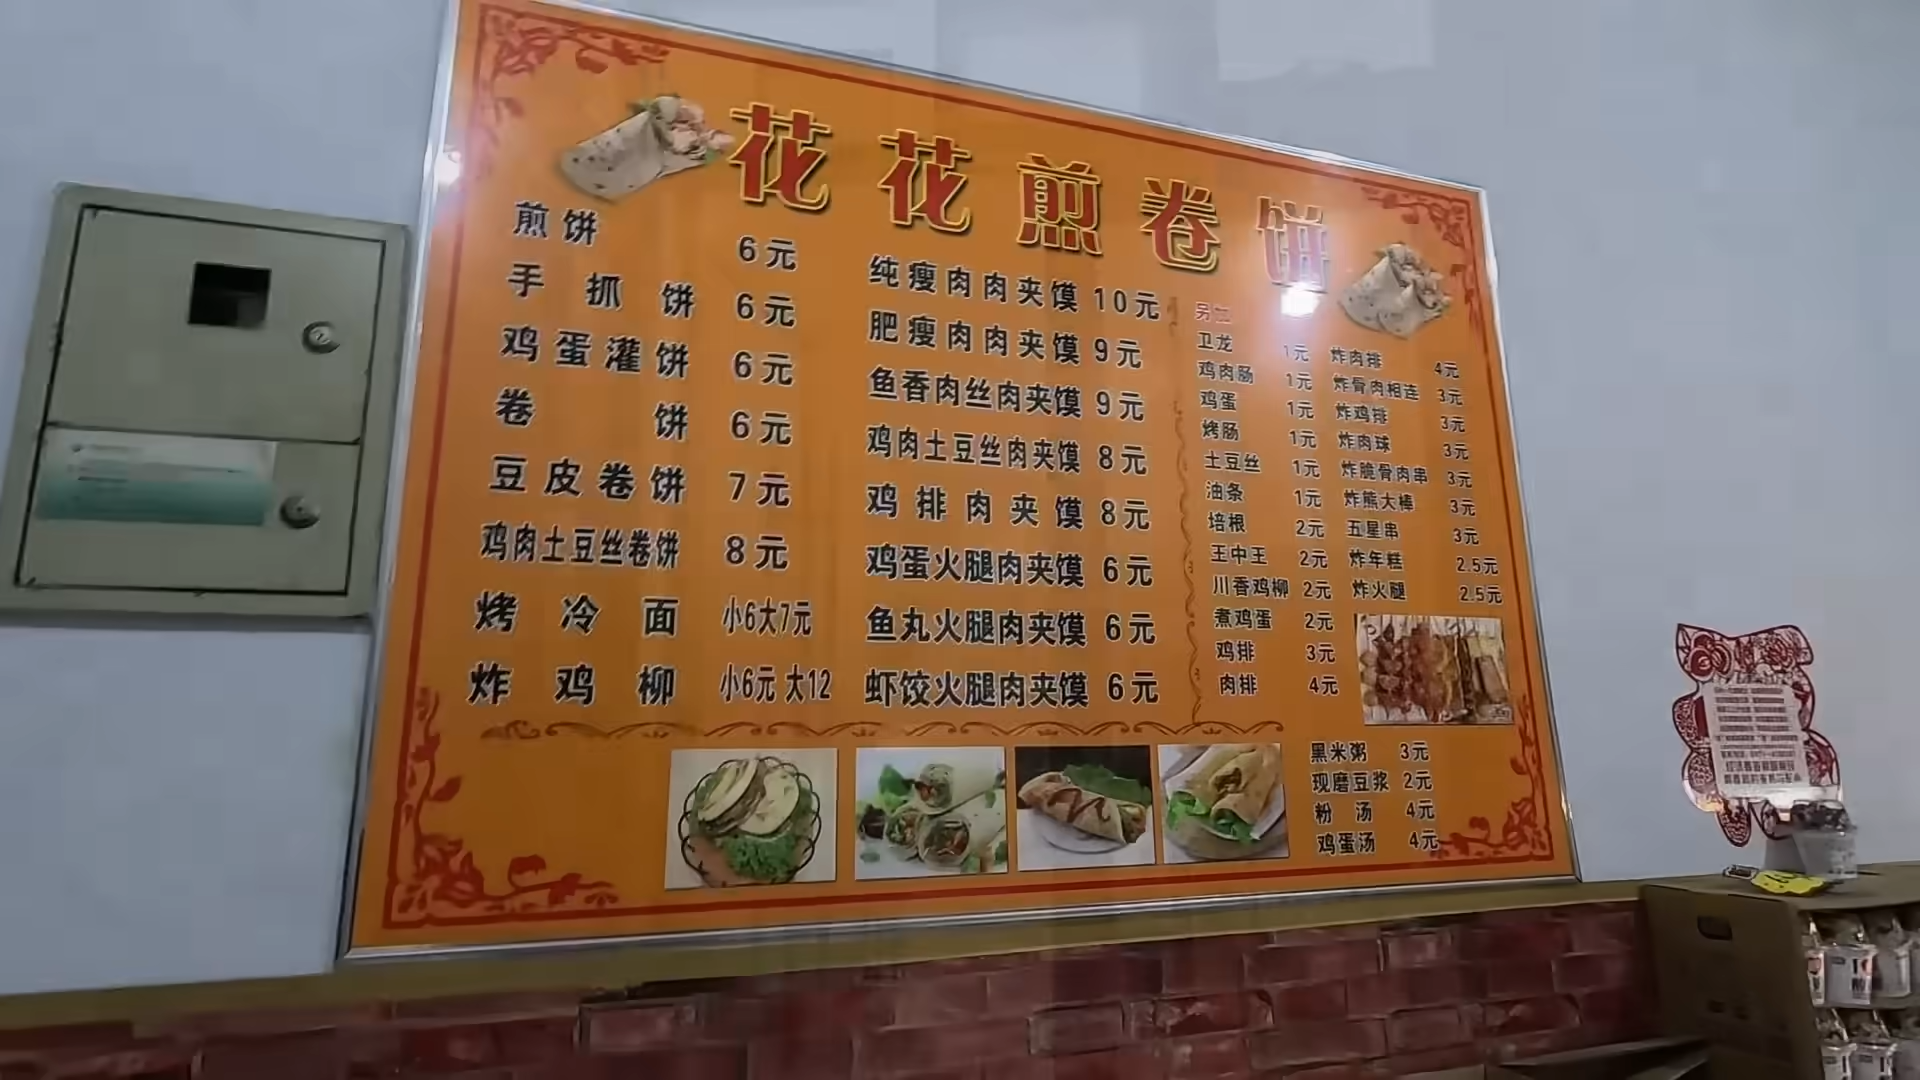 花花煎卷饼
煎饼 6元
手抓饼 6元
鸡蛋灌饼 6元
卷饼 6元
豆皮卷饼 7元
鸡肉土豆丝卷饼 8元
烤冷面 小6大7元
炸鸡柳 小6元 大12
纯瘦肉肉夹馍 10元
肥瘦肉肉夹馍 9元
鱼香肉丝肉夹馍 9元
鸡肉土豆丝肉夹馍 8元
鸡排肉夹馍 8元
鸡蛋火腿肉夹馍 6元
鱼丸火腿肉夹馍 6元
虾饺火腿肉夹馍 6元
另加
卫龙 1元
鸡肉肠 1元
鸡蛋 1元
烤肠 1元
土豆丝 1元
油条 1元
培根 2元
王中王 2元
川香鸡柳 2元
煮鸡蛋 2元
鸡排 3元
肉排 4元
炸肉排 4元
炸骨肉相连 3元
炸鸡排 3元
炸肉球 3元
炸脆骨肉串 3元
炸熊大棒 3元
五星串 3元
炸年糕 2.5元
炸火腿 2.5元
黑米粥 3元
现磨豆浆 2元
粉汤 4元
鸡蛋汤 4元